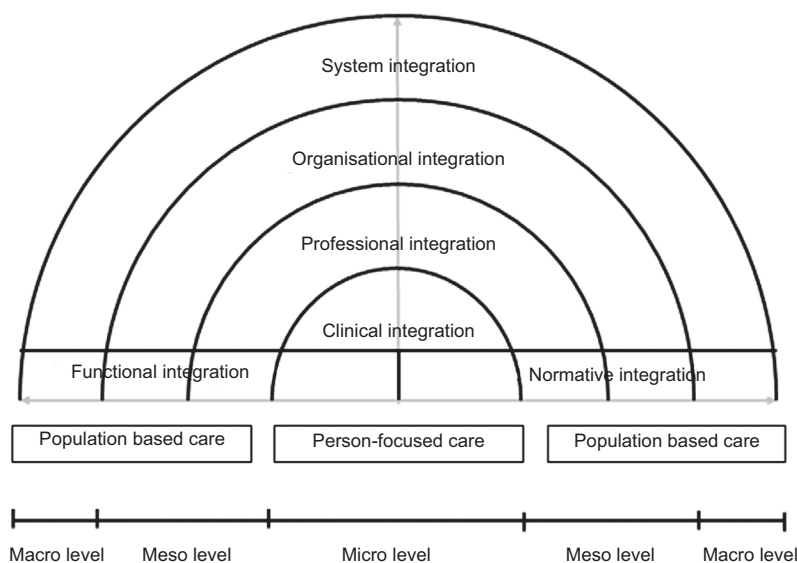 System integration
Organisational integration
Professional integration
Clinical integration
Functional integration
Normative integration
Population based care
Person-focused care
Population based care
Macro level
Meso level
Micro level
Meso level
Macro level